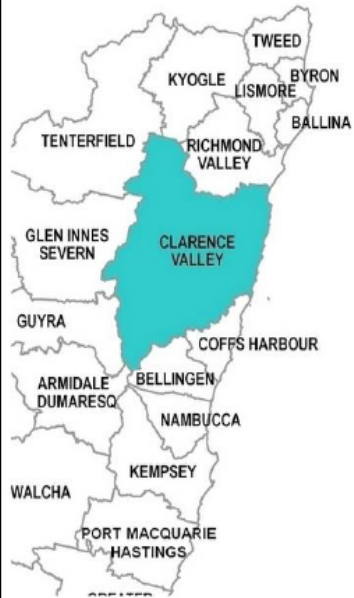 TWEED
KYOGLE
BYRON
LISMORE
BALLINA
TENTERFIELD
RICHMOND
VALLEY
GLEN INNES
SEVERN
CLARENCE
VALLEY
GUYRA
COFFS HARBOUR
ARMIDALE
DUMARESQ
BELLINGEN
NAMBUCCA
KEMPSEY
WALCHA
PORT MACQUARIE
HASTINGS
GREATER